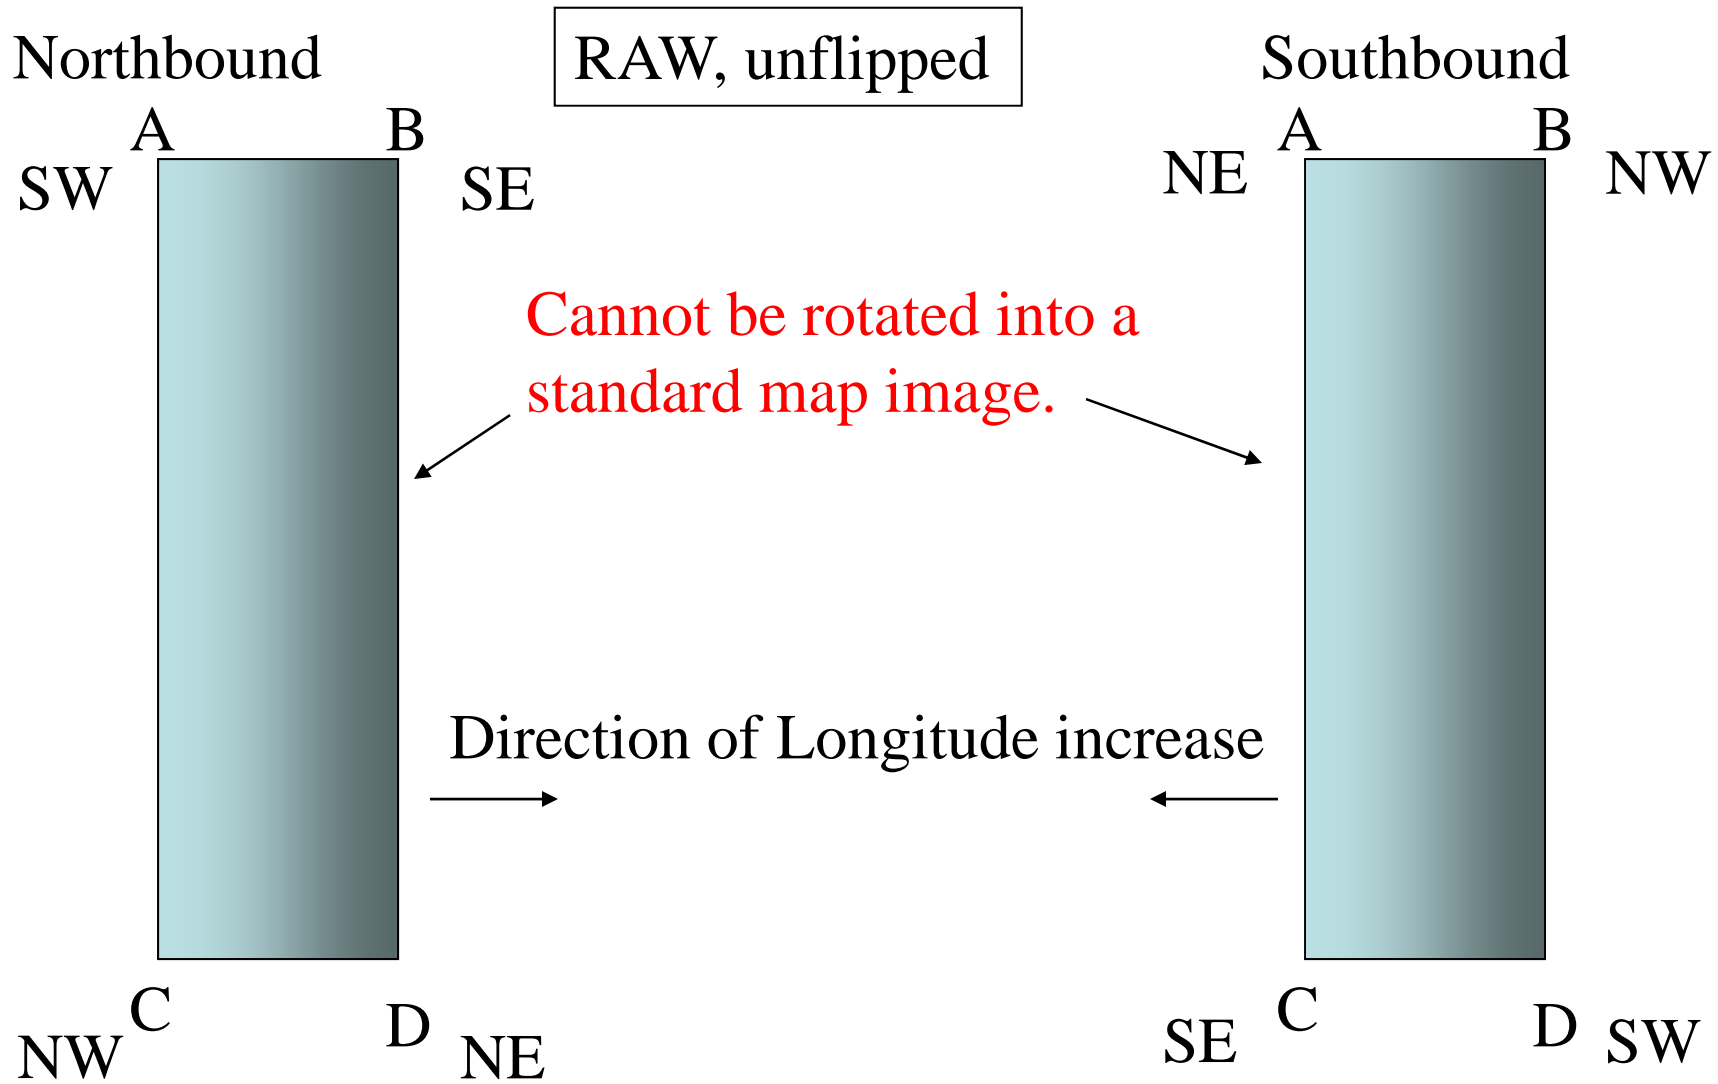 Northbound
RAW, unflipped
Southbound
A
B
A
B
SW
SE
NE
NW
Cannot be rotated into a
standard map image.
Direction of Longitude increase
C
D
C
D
NW
NE
SE
SW